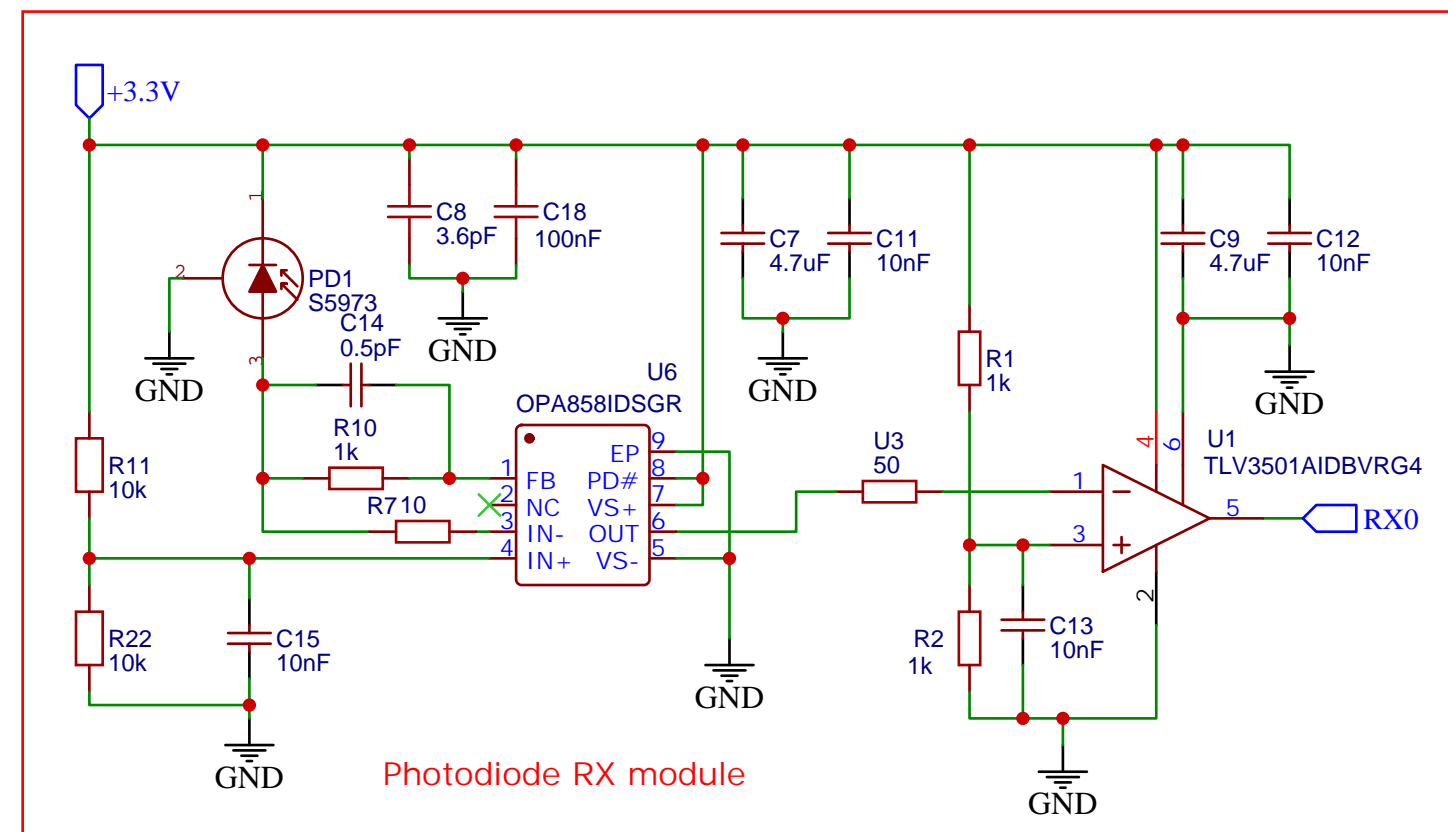 +3.3V
1
2
PD1
S5973
3
C8
3.6pF
C18
100nF
GND
GND
C14
0.5pF
R10
1k
R11
10k
R7
10
R22
10k
C15
10nF
GND
U6
OPA858IDSGR
1
FB
2
NC
3
IN-
4
IN+
EP
9
PD#
8
VS+
7
OUT
6
VS-
5
GND
C7
4.7uF
C11
10nF
GND
U3
50
R1
1k
R2
1k
C13
10nF
GND
C9
4.7uF
C12
10nF
GND
U1
TLV3501AIDBVRG4
4
6
1
3
2
5
RX0
Photodiode RX module